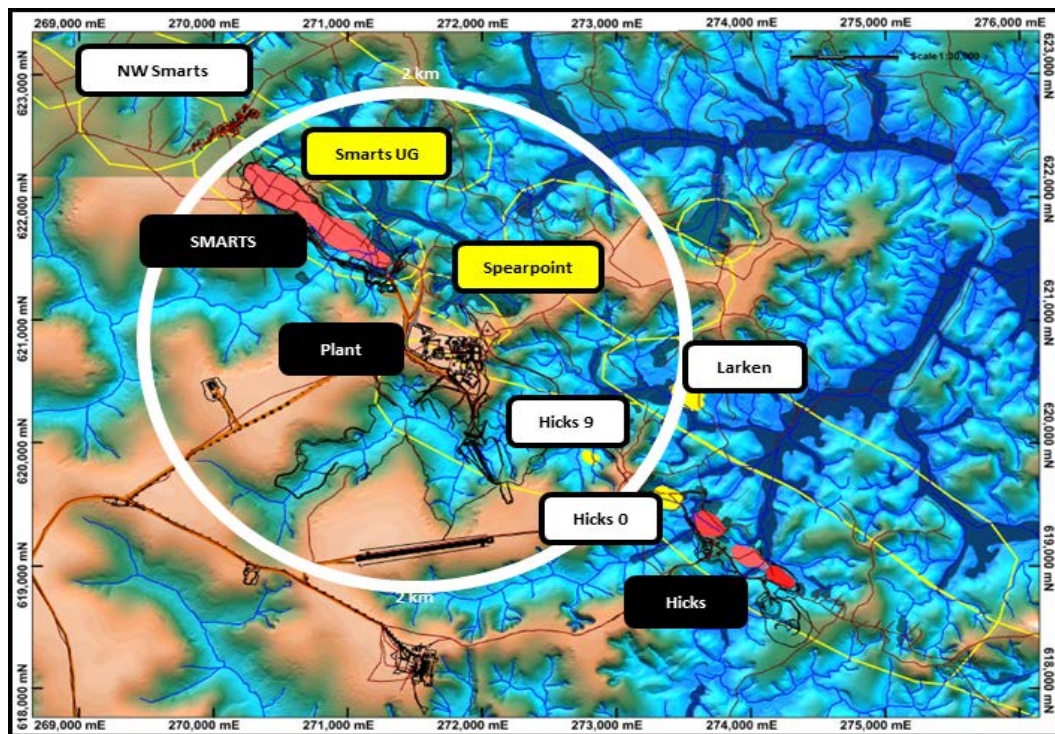 269,000 mE 270,000 mE 271,000 mE 272,000 mE 273,000 mE 274,000 mE 275,000 mE 276,000 mE
623,000 mN
622,000 mN
621,000 mN
620,000 mN
619,000 mN
618,000 mN
Scale 1:30,000
2 km
NW Smarts
Smarts UG
SMARTS
Spearpoint
Plant
Larken
Hicks 9
Hicks 0
Hicks
2 km
623,000 mN
622,000 mN
621,000 mN
620,000 mN
619,000 mN
618,000 mN
269,000 mE 270,000 mE 271,000 mE 272,000 mE 273,000 mE 274,000 mE 275,000 mE 276,000 mE